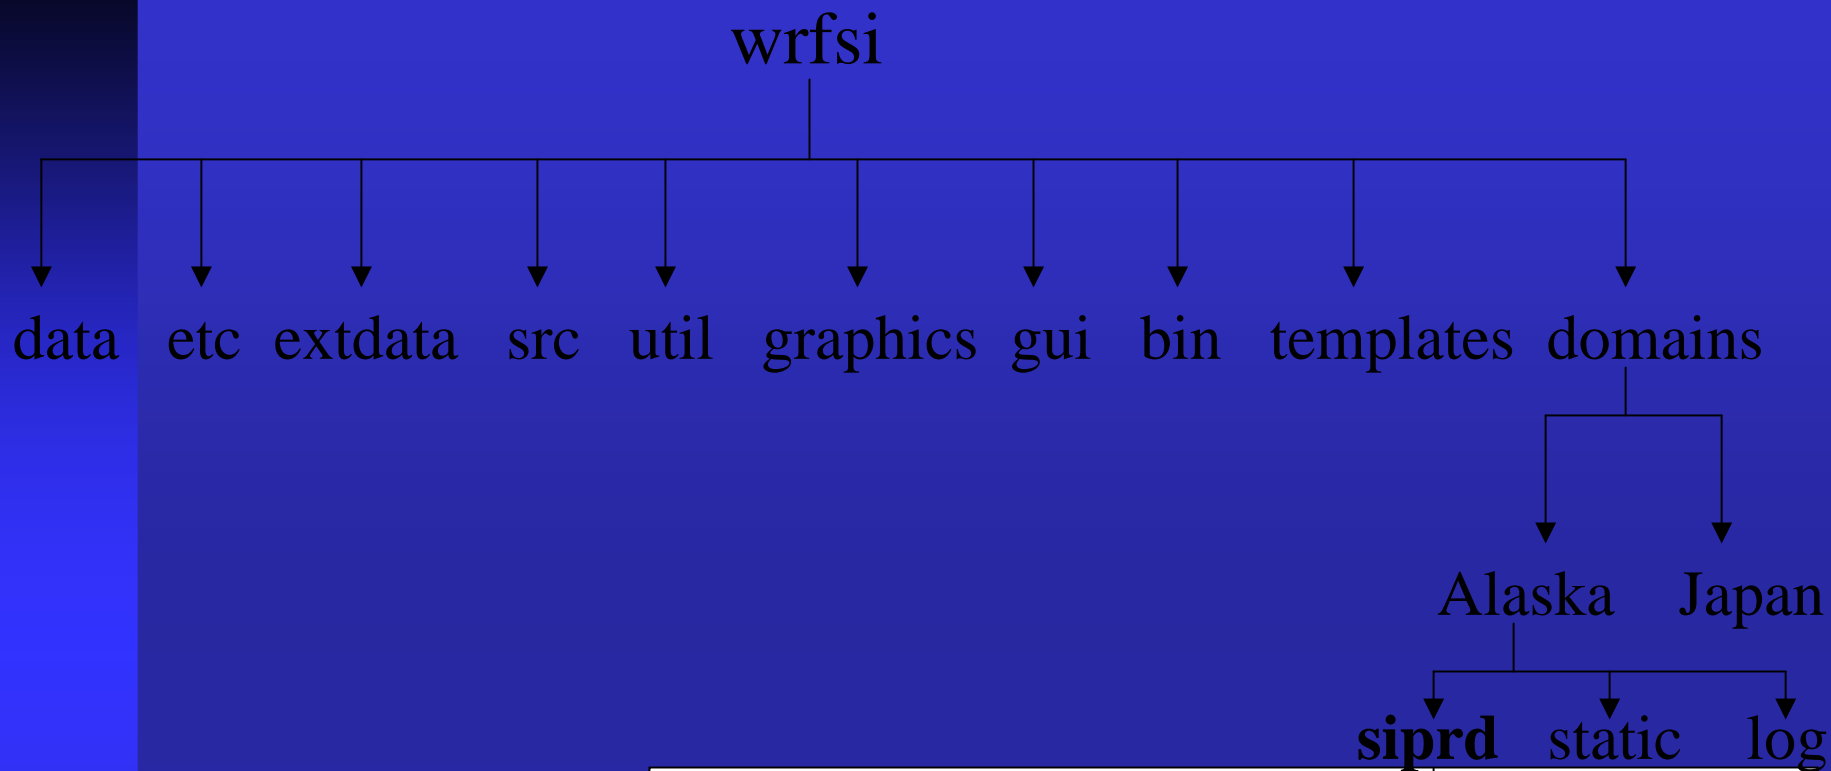 wrfsi
data etc extdata src util graphics gui bin templates domains
Alaska Japan
siprd static log